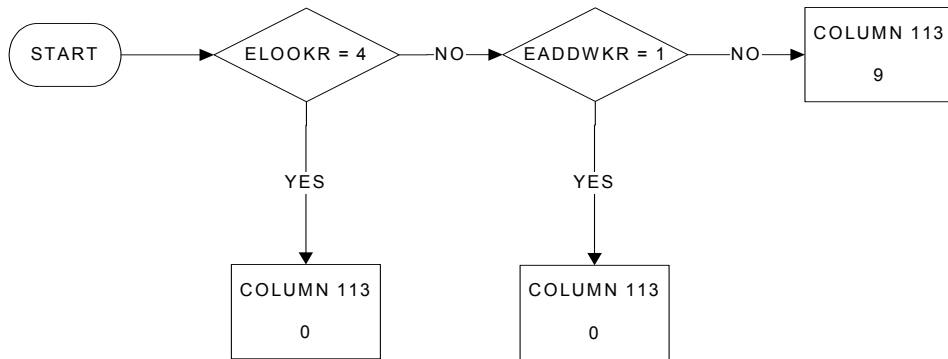 START
ELOOKR = 4
NO
EADDWKR = 1
NO
COLUMN 113
9
YES
YES
COLUMN 113
0
COLUMN 113
0